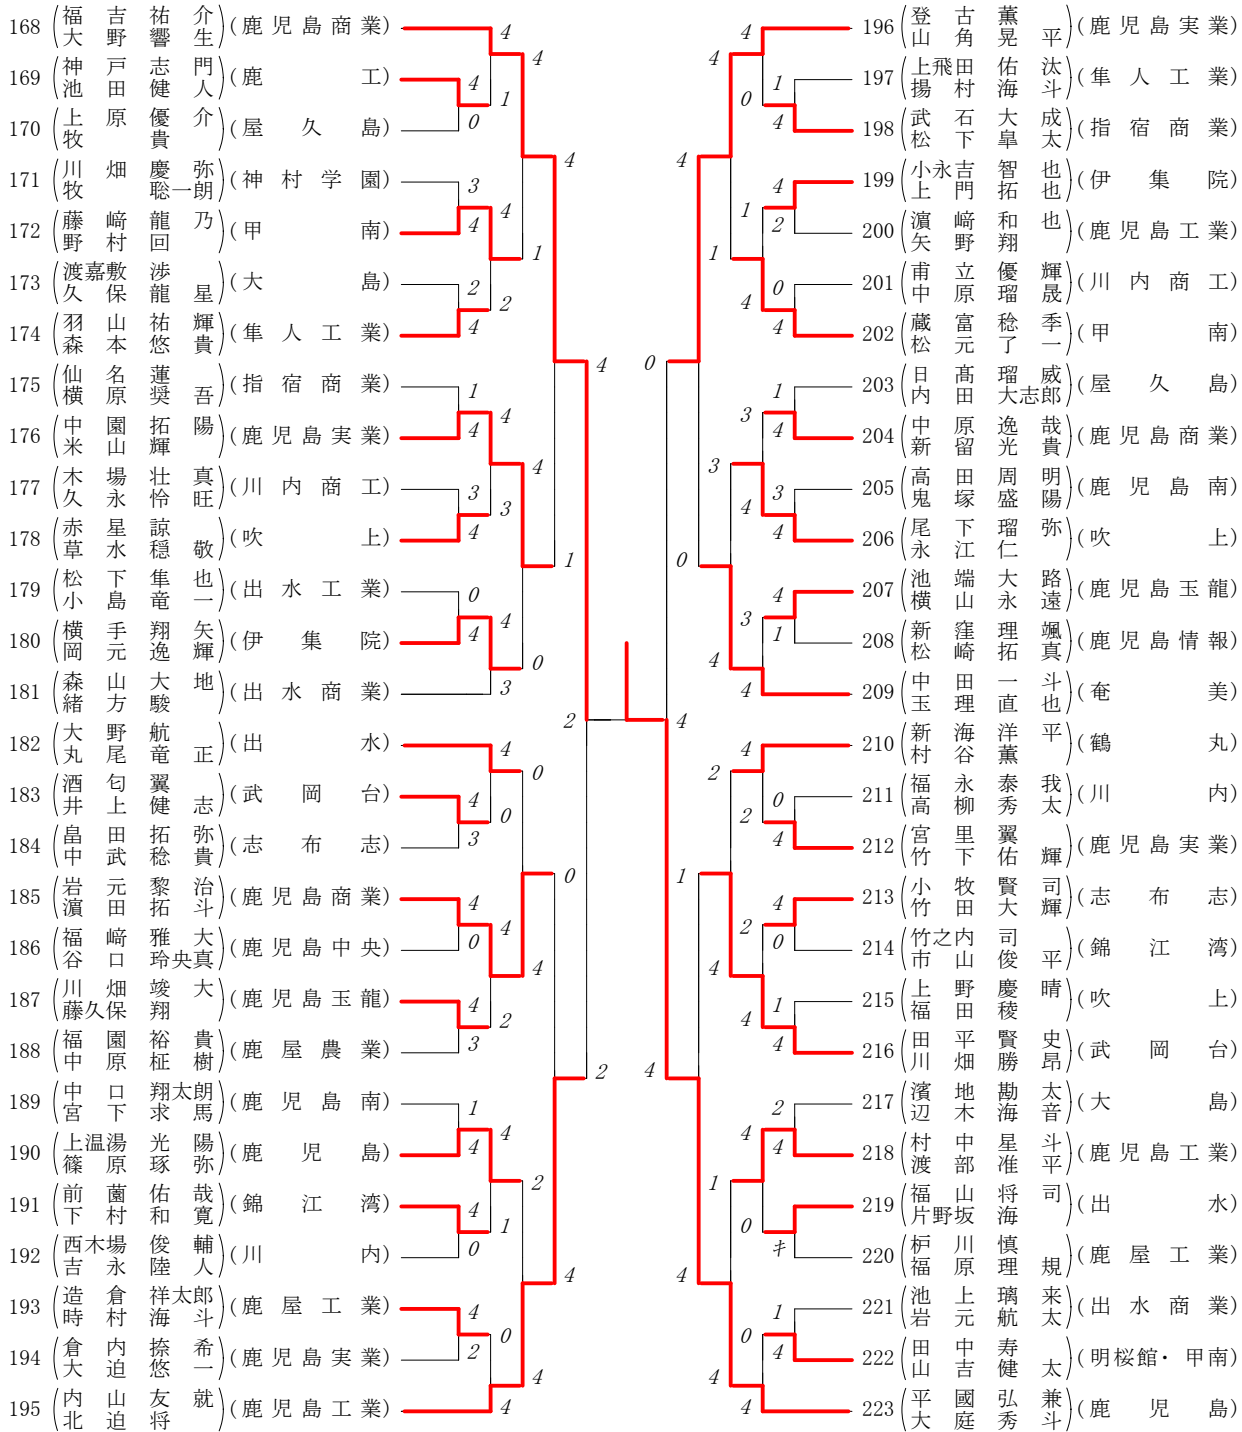 168 福吉祐介 大野響生 (鹿児島商業)
169 神戸志門 池田健人 (鹿工)
170 上原優介 牧貴 (屋久島)
171 川畑慶弥 牧聡一朗 (神村学園)
172 藤﨑龍乃 野村回 (甲南)
173 渡嘉敷渉 久保龍星 (大島)
174 羽山祐輝 森本悠貴 (隼人工業)
175 仙名蓮 横原奨吾 (指宿商業)
176 中園拓陽 米山輝 (鹿児島実業)
177 木場壮真 久永怜旺 (川内商工)
178 赤星諒 草水穏敬 (吹上)
179 松下隼也 小島竜一 (出水工業)
180 横手翔矢 岡元逸輝 (伊集院)
181 森山大地 緒方駿 (出水商業)
182 大野航 丸尾竜正 (出水)
183 酒匂翼 井上健志 (武岡台)
184 畠田拓弥 中武稔貴 (志布志)
185 岩元黎治 濵田拓斗 (鹿児島商業)
186 福﨑雅大 谷口玲央真 (鹿児島中央)
187 川畑竣大 藤久保翔 (鹿児島玉龍)
188 福園裕貴 中原柾樹 (鹿屋農業)
189 中口翔太朗 宮下求馬 (鹿児島南)
190 上温湯光陽 篠原琢弥 (鹿児島)
191 前薗佑哉 下村和寛 (錦江湾)
192 西木場俊輔 吉永陸人 (川内)
193 造倉祥太郎 時村海斗 (鹿屋工業)
194 倉内捺希 大迫悠一 (鹿児島実業)
195 内山友就 北迫将 (鹿児島工業)
4
4
4
1
0
4
3
4
4
1
2
2
4
4
1
4
4
3
3
4
1
0
4
4
0
3
2
4
0
4
0
3
0
4
0
4
4
2
3
2
1
4
4
2
4
1
0
4
4
0
2
4
4
196 登古薫 山角晃平 (鹿児島実業)
197 上飛田佑汰 揚村海斗 (隼人工業)
198 武石大成 松下皐太 (指宿商業)
199 小永吉智也 上門拓也 (伊集院)
200 濵﨑和也 矢野翔 (鹿児島工業)
201 甫立優輝 中原瑠晟 (川内商工)
202 蔵富稔季 松元了一 (甲南)
203 日髙瑠威 内田大志郎 (屋久島)
204 中原逸哉 新留光貴 (鹿児島商業)
205 高田周明 鬼塚盛陽 (鹿児島南)
206 尾下瑠弥 永江仁 (吹上)
207 池端大路 横山永遠 (鹿児島玉龍)
208 新窪理颯 松崎拓真 (鹿児島情報)
209 中田一斗 玉理直也 (奄美)
210 新海洋平 村谷薫 (鶴丸)
211 福永泰我 高柳秀太 (川内)
212 宮里翼 竹下佑輝 (鹿児島実業)
213 小牧賢司 竹田大輝 (志布志)
214 竹之内司 市山俊平 (錦江湾)
215 上野慶晴 福田稜 (吹上)
216 田平賢史 川畑勝昂 (武岡台)
217 濱地勘太 辺木海音 (大島)
218 村中星斗 渡部准平 (鹿児島工業)
219 福山将司 片野坂海 (出水)
220 枦川慎 福原理規 (鹿屋工業)
221 池上璃来 岩元航太 (出水商業)
222 田中寿 山吉健太 (明桜館・甲南)
223 平國弘兼 大庭秀斗 (鹿児島)
4
4
0
1
4
4
4
1
2
1
0
4
4
0
1
3
4
3
3
4
4
0
4
3
1
4
4
4
4
2
0
2
4
1
4
2
0
1
4
4
4
2
4
4
1
0
キ
4
1
0
4
4
4